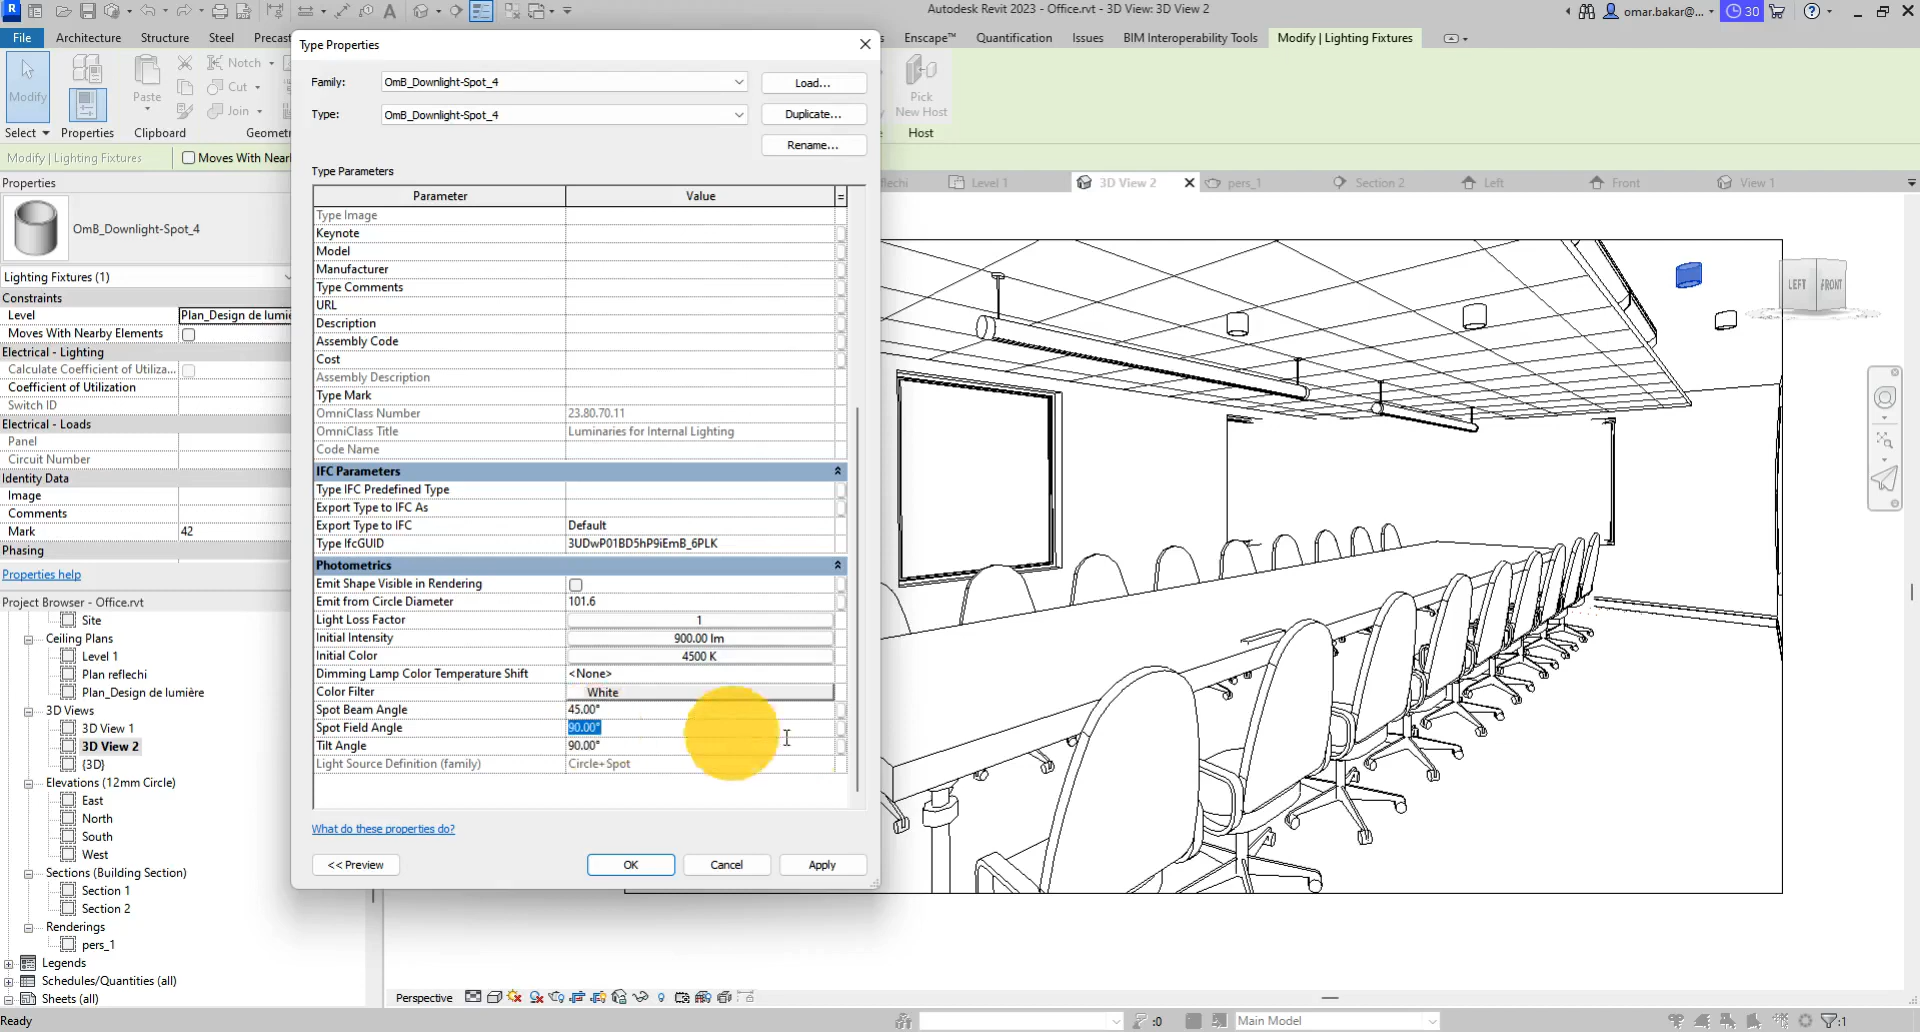 Autodesk Revit 2023 - Office.rvt - 3D View: 3D View 2
omar.bakar@...
30
File
Architecture
Structure
Steel
Precast
Enscape™
Quantification
Issues
BIM Interoperability Tools
Modify | Lighting Fixtures
Modify
Paste
Notch
Cut
Join
Pick
New Host
Select
Properties
Clipboard
Geomet
Host
Modify | Lighting Fixtures
Moves With Near
Properties
OmB_Downlight-Spot_4
Lighting Fixtures (1)
Constraints
Level
Plan_Design de lumiè
Moves With Nearby Elements
Electrical - Lighting
Calculate Coefficient of Utiliza...
Coefficient of Utilization
Switch ID
Electrical - Loads
Panel
Circuit Number
Identity Data
Image
Comments
Mark
42
Phasing
Properties help
Project Browser - Office.rvt
Site
Ceiling Plans
Level 1
Plan reflechi
Plan_Design de lumière
3D Views
3D View 1
3D View 2
{3D}
Elevations (12mm Circle)
East
North
South
West
Sections (Building Section)
Section 1
Section 2
Renderings
pers_1
Legends
Schedules/Quantities (all)
Sheets (all)
Ready
Type Properties
Family:
OmB_Downlight-Spot_4
Load...
Type:
OmB_Downlight-Spot_4
Duplicate...
Rename...
Type Parameters
Parameter
Value
=
Type Image
Keynote
Model
Manufacturer
Type Comments
URL
Description
Assembly Code
Cost
Assembly Description
Type Mark
OmniClass Number
23.80.70.11
OmniClass Title
Luminaries for Internal Lighting
Code Name
IFC Parameters
Type IFC Predefined Type
Export Type to IFC As
Export Type to IFC
Default
Type IfcGUID
3UDwP01BD5hP9iEmB_6PLK
Photometrics
Emit Shape Visible in Rendering
Emit from Circle Diameter
101.6
Light Loss Factor
1
Initial Intensity
900.00 lm
Initial Color
4500 K
Dimming Lamp Color Temperature Shift
<None>
Color Filter
White
Spot Beam Angle
45.00°
Spot Field Angle
90.00°
Tilt Angle
90.00°
Light Source Definition (family)
Circle+Spot
What do these properties do?
<< Preview
OK
Cancel
Apply
flechi
Level 1
3D View 2
pers_1
Section 2
Left
Front
View 1
LEFT
FRONT
Perspective
:0
Main Model
:1